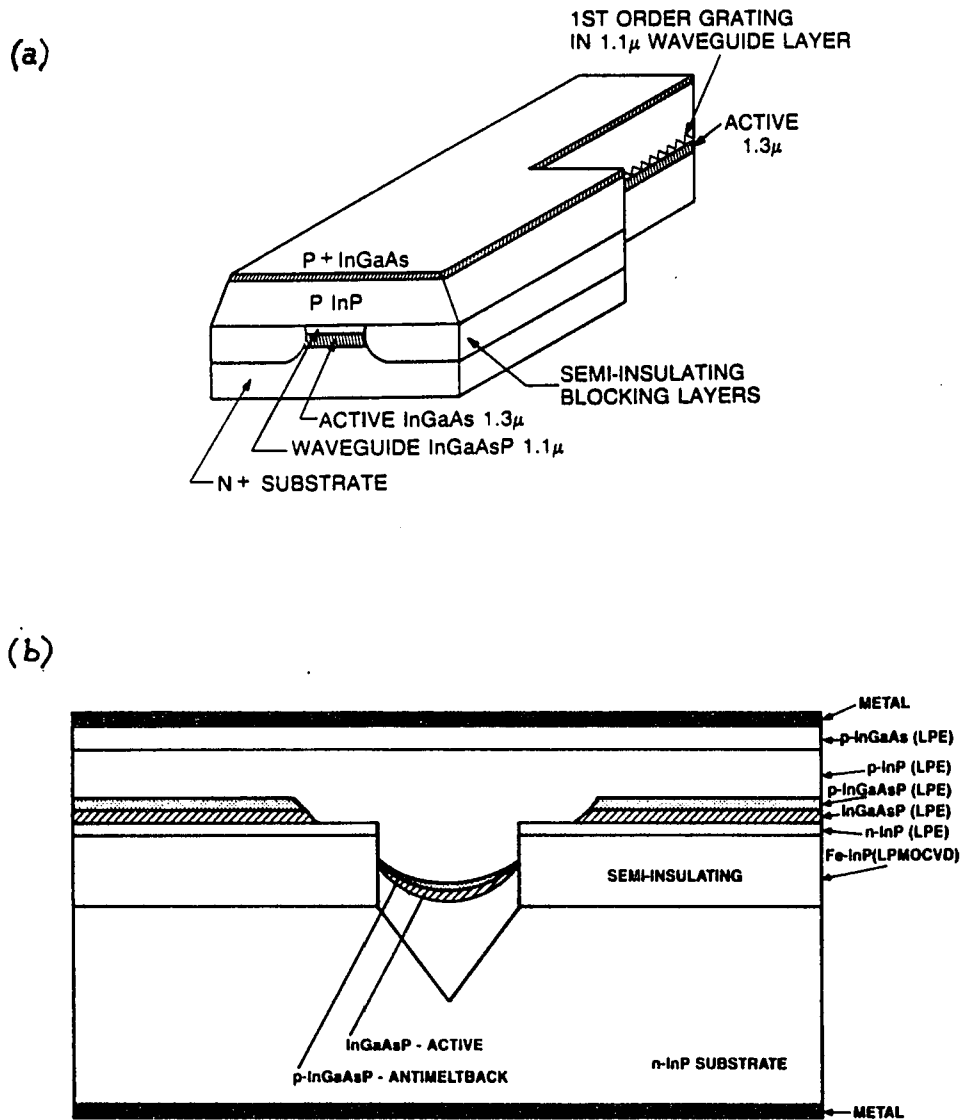 (a)
1ST ORDER GRATING
IN 1.1μ WAVEGUIDE LAYER
ACTIVE
1.3μ
P + InGaAs
P InP
SEMI-INSULATING
BLOCKING LAYERS
ACTIVE InGaAs 1.3μ
WAVEGUIDE InGaAsP 1.1μ
N + SUBSTRATE
(b)
METAL
p-InGaAs (LPE)
p-InP (LPE)
p-InGaAsP (LPE)
InGaAsP (LPE)
n-InP (LPE)
Fe-InP(LPMOCVD)
SEMI-INSULATING
InGaAsP - ACTIVE
p-InGaAsP - ANTIMELTBACK
n-InP SUBSTRATE
METAL